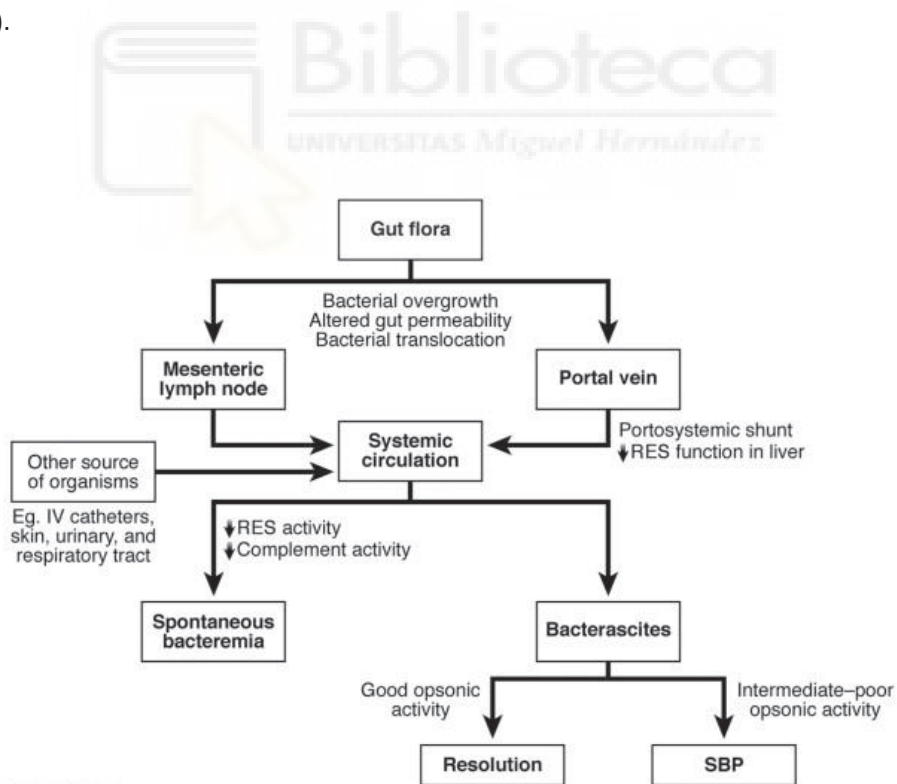 ).
Biblioteca
UNIVERSITAS Miguel Hernández
Gut flora
Bacterial overgrowth
Altered gut permeability
Bacterial translocation
Mesenteric
lymph node
Portal vein
Portosystemic shunt
↓RES function in liver
Systemic
circulation
Other source
of organisms
Eg. IV catheters,
skin, urinary, and
respiratory tract
↓RES activity
↓Complement activity
Spontaneous
bacteremia
Bacterascites
Good opsonic
activity
Intermediate–poor
opsonic activity
Resolution
SBP